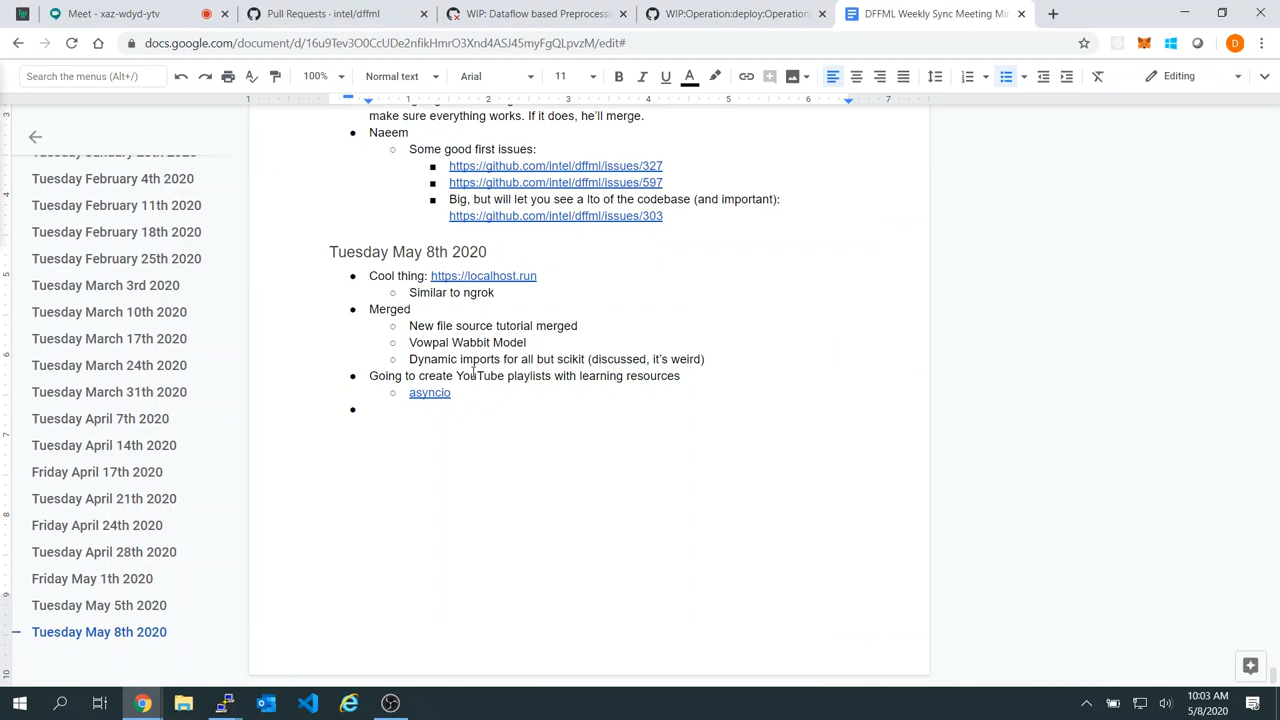 Meet - xaz-wdyd-yt
Pull Requests · intel/dffml
WIP: Dataflow based Preprocessi
WIP:Operation:deploy:Operation
DFFML Weekly Sync Meeting Mi
docs.google.com/document/d/16u9Tev3O0CcUDe2nfikHmrO3Xnd4ASJ45myFgQLpvzM/edit#
Search the menus (Alt+/)
100%
Normal text
Arial
11
Editing
1 1 2 3 4 5 6 7
make sure everything works. If it does, he'll merge.
Naeem
Some good first issues:
https://github.com/intel/dffml/issues/327
https://github.com/intel/dffml/issues/597
Big, but will let you see a lto of the codebase (and important):
https://github.com/intel/dffml/issues/303
Tuesday May 8th 2020
Cool thing: https://localhost.run
Similar to ngrok
Merged
New file source tutorial merged
Vowpal Wabbit Model
Dynamic imports for all but scikit (discussed, it's weird)
Going to create YouTube playlists with learning resources
asyncio
Tuesday February 4th 2020
Tuesday February 11th 2020
Tuesday February 18th 2020
Tuesday February 25th 2020
Tuesday March 3rd 2020
Tuesday March 10th 2020
Tuesday March 17th 2020
Tuesday March 24th 2020
Tuesday March 31th 2020
Tuesday April 7th 2020
Tuesday April 14th 2020
Friday April 17th 2020
Tuesday April 21th 2020
Friday April 24th 2020
Tuesday April 28th 2020
Friday May 1th 2020
Tuesday May 5th 2020
Tuesday May 8th 2020
10:03 AM
5/8/2020